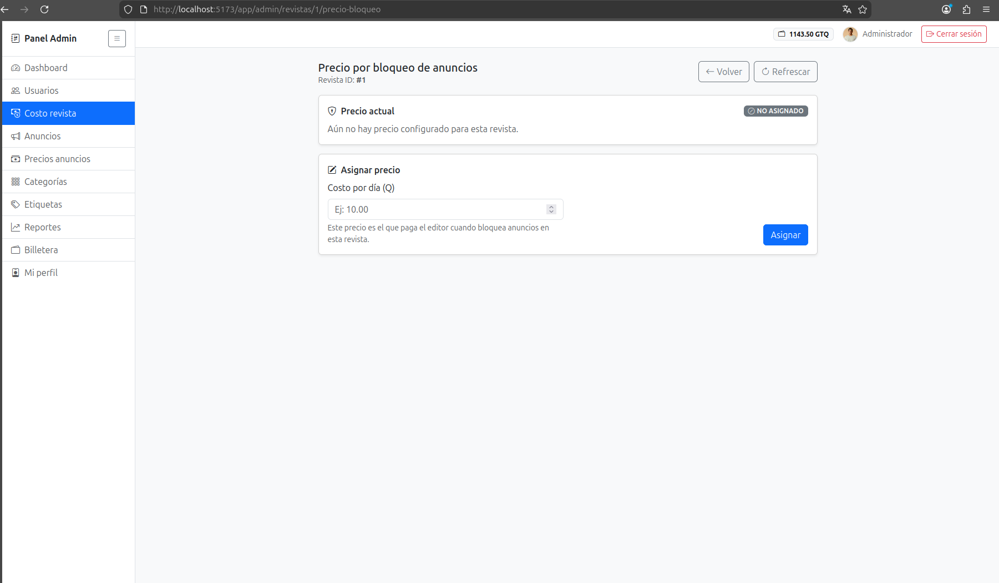 http://localhost:5173/app/admin/revistas/1/precio-bloqueo
Panel Admin
1143.50 GTQ
Administrador
Cerrar sesión
Dashboard
Usuarios
Costo revista
Anuncios
Precios anuncios
Categorías
Etiquetas
Reportes
Billetera
Mi perfil
Precio por bloqueo de anuncios
Revista ID: #1
Volver
Refrescar
Precio actual
NO ASIGNADO
Aún no hay precio configurado para esta revista.
Asignar precio
Costo por día (Q)
Ej: 10.00
Este precio es el que paga el editor cuando bloquea anuncios en
esta revista.
Asignar